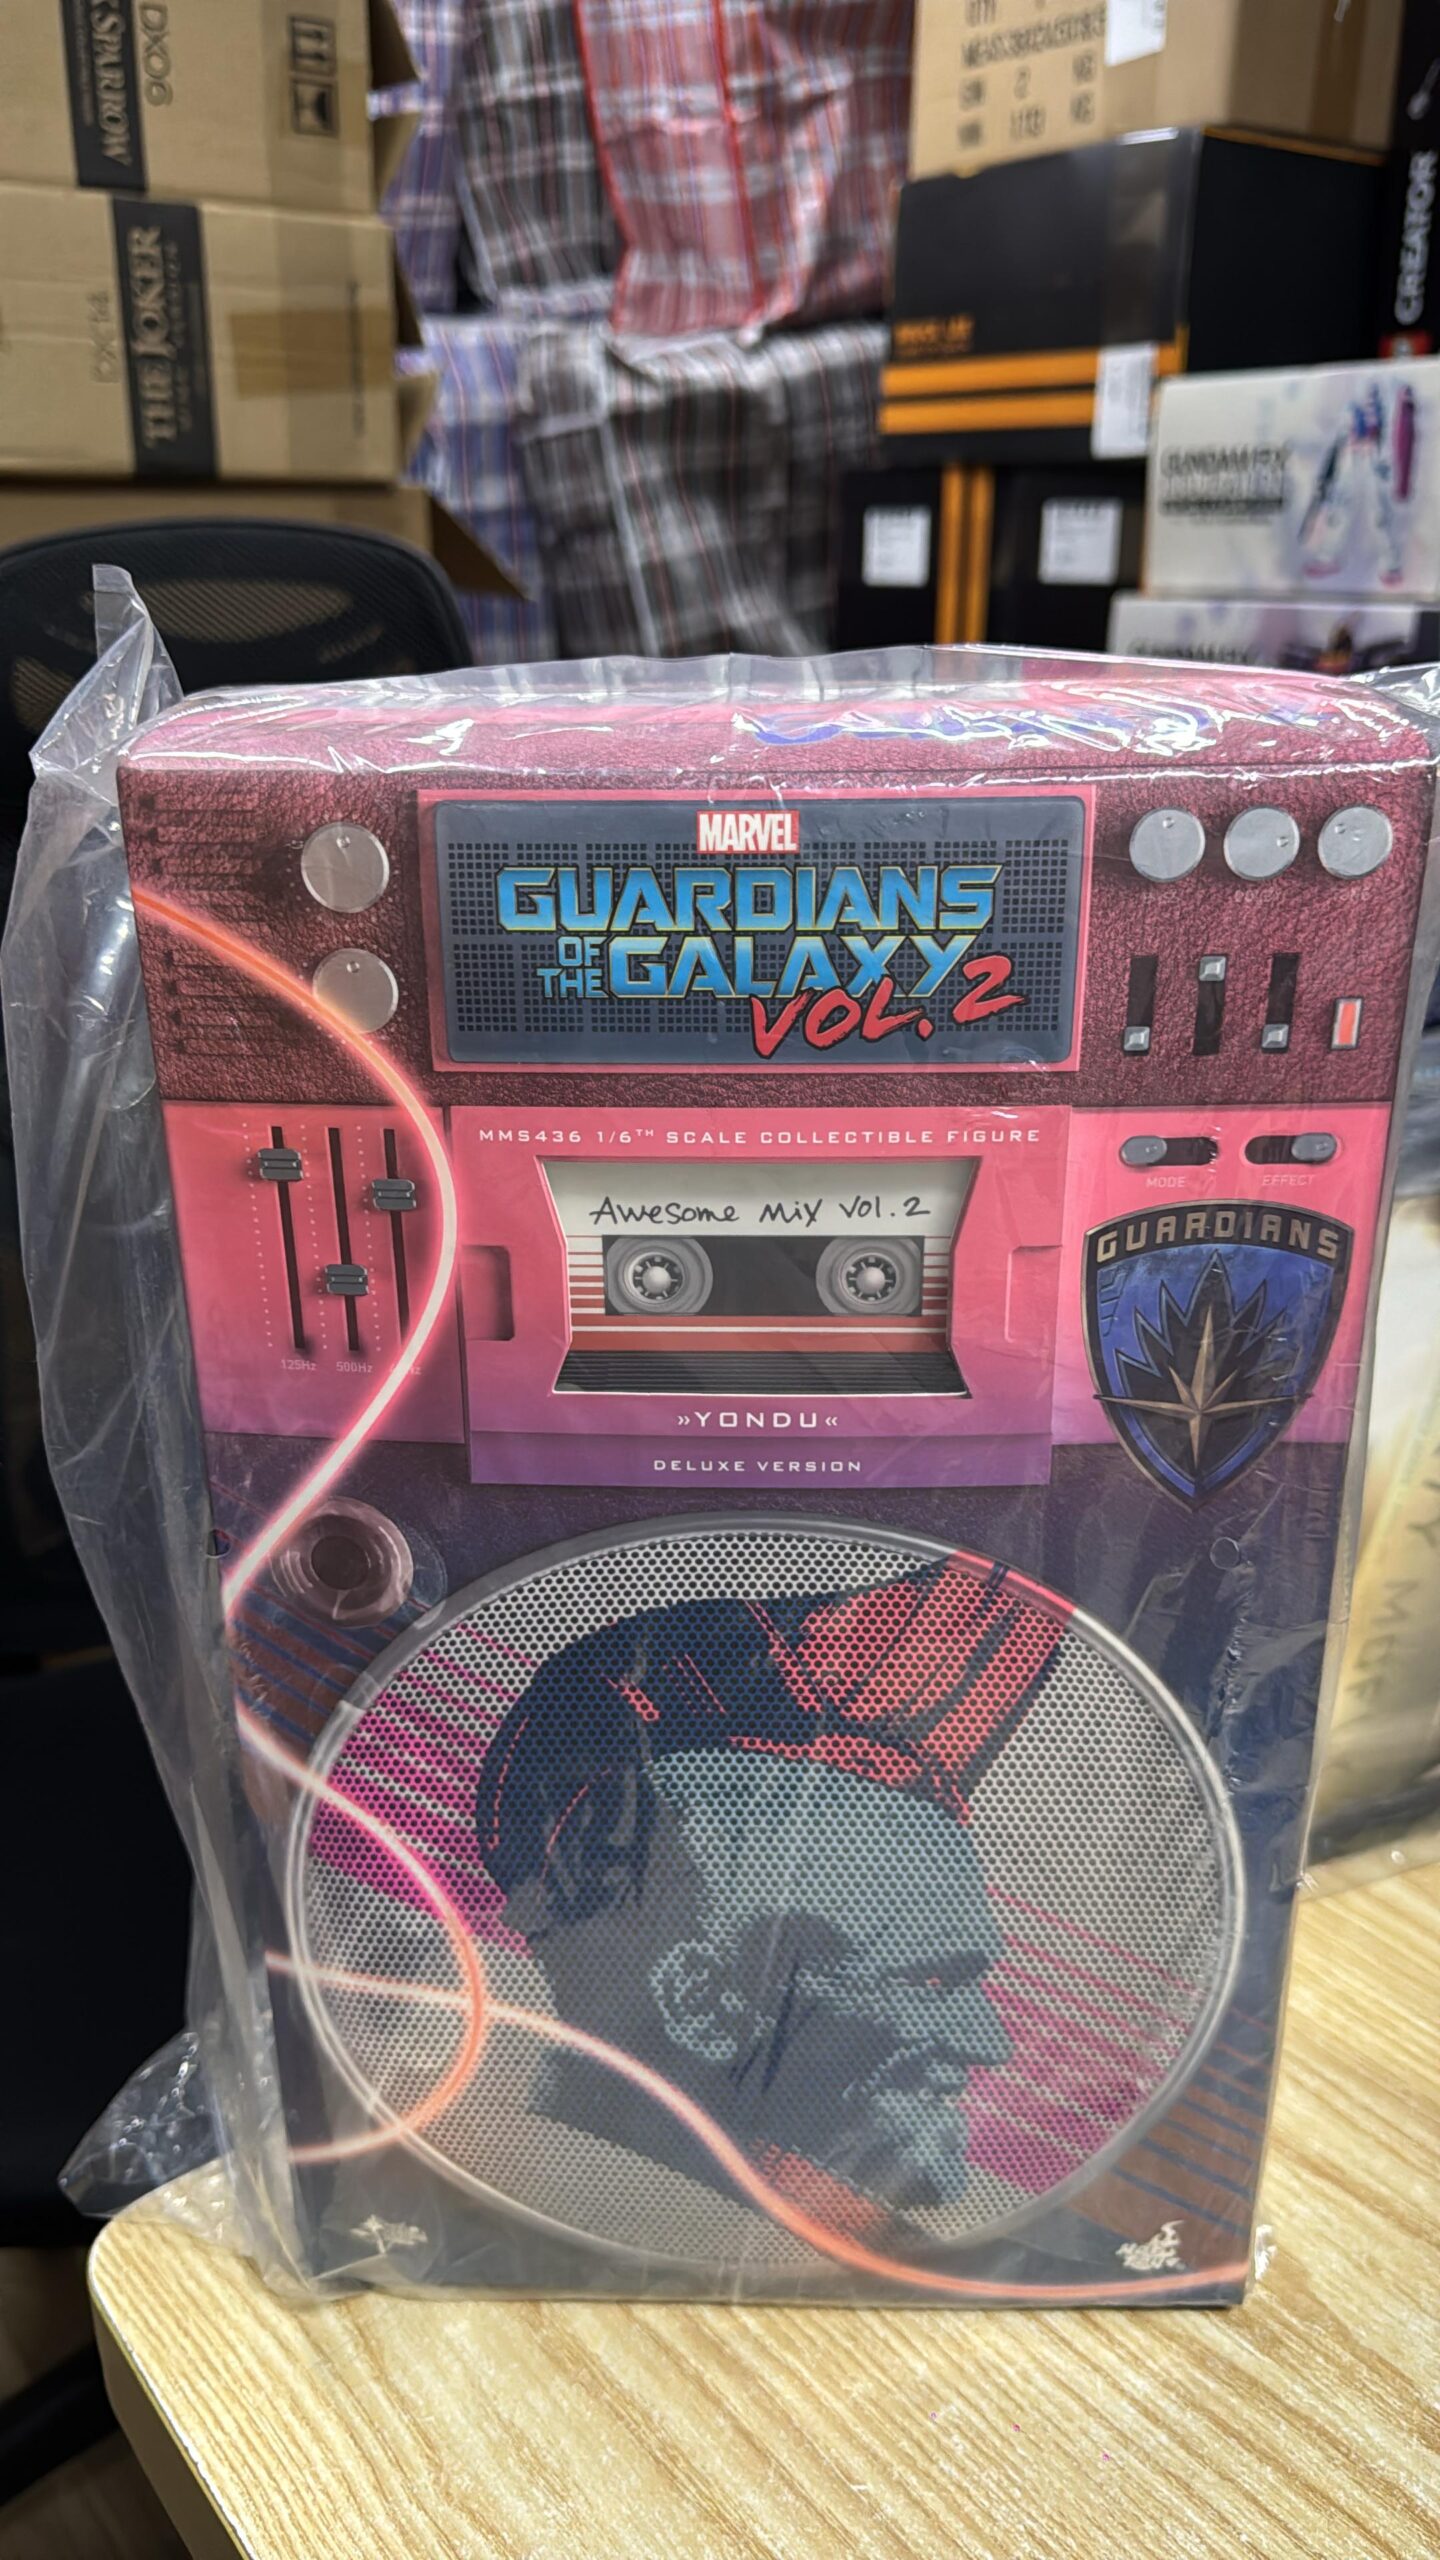 DX06
SPARROW
THE JOKER
CREATOR
MARVEL
GUARDIANS
OF THE GALAXY
VOL. 2
MMS436 1/6TH SCALE COLLECTIBLE FIGURE
MODE
EFFECT
Awesome Mix Vol. 2
GUARDIANS
125Hz
500Hz
»YONDU«
DELUXE VERSION